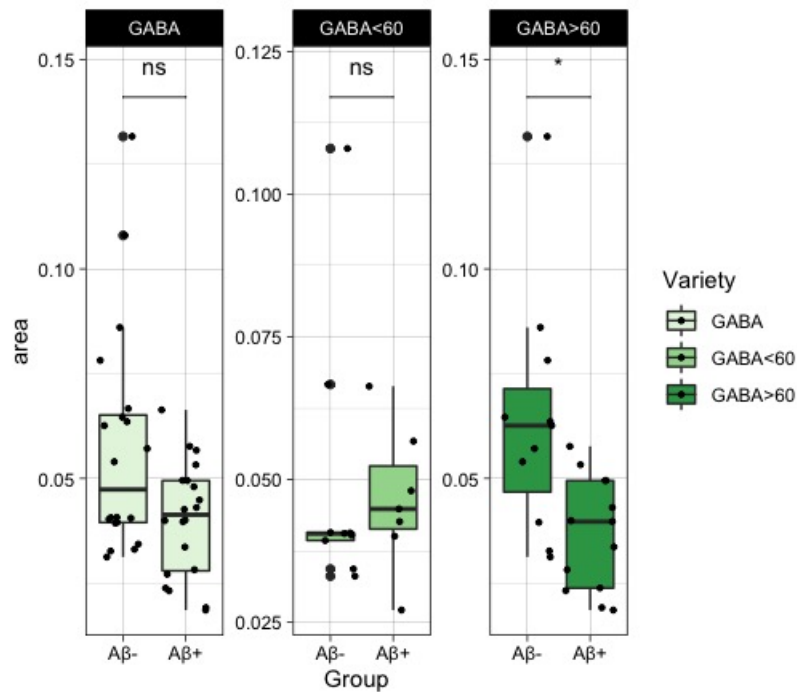 GABA
GABA<60
GABA>60
0.15
0.10
0.05
ns
0.125
0.100
0.075
0.050
0.025
ns
0.15
0.10
0.05
*
area
Aβ-
Aβ+
Aβ-
Aβ+
Aβ-
Aβ+
Group
Variety
GABA
GABA<60
GABA>60